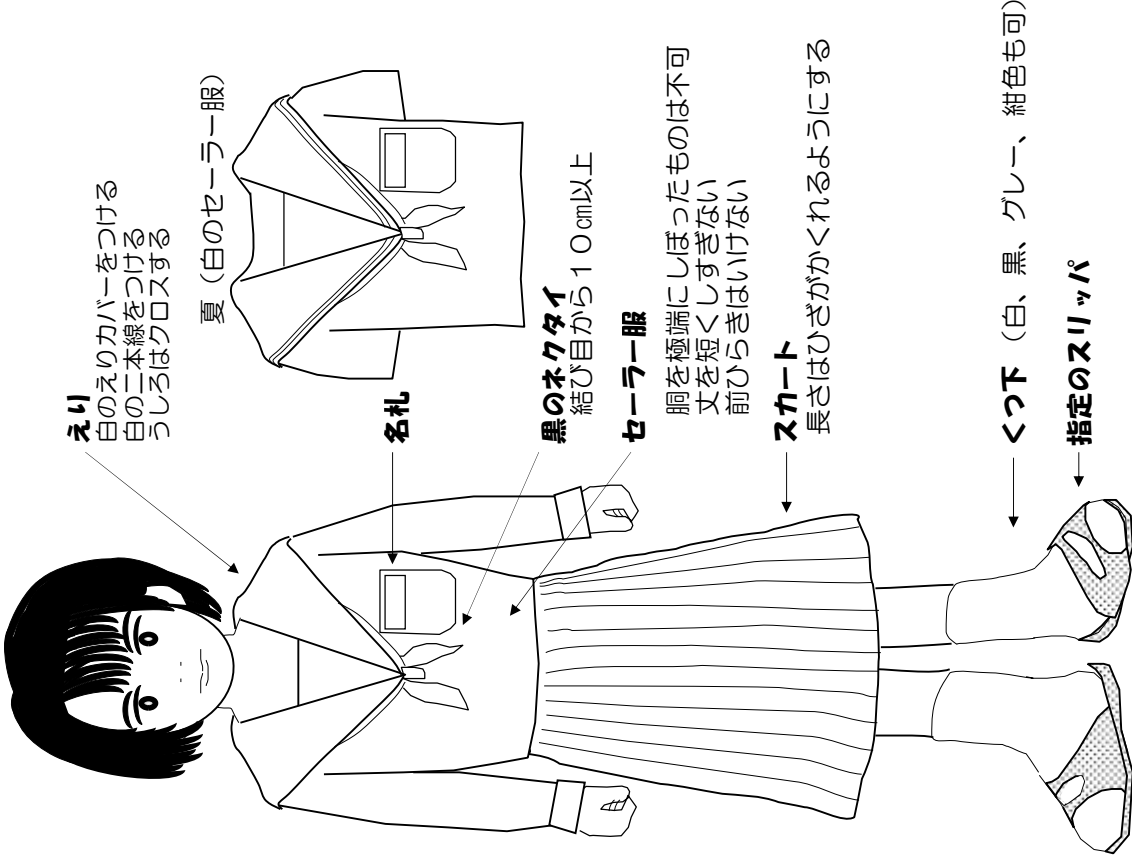 えり
白のえりカバーをつける
白の二本線をつける
うしろはクロスする
夏（白のセーラー服）
名札
黒のネクタイ
結び目から１０㎝以上
セーラー服
胴を極端にしぼったものは不可
丈を短くしすぎない
前ひらきはいけない
スカート
長さはひざがかくれるようにする
くつ下（白、黒、グレー、紺色も可）
指定のスリッパ